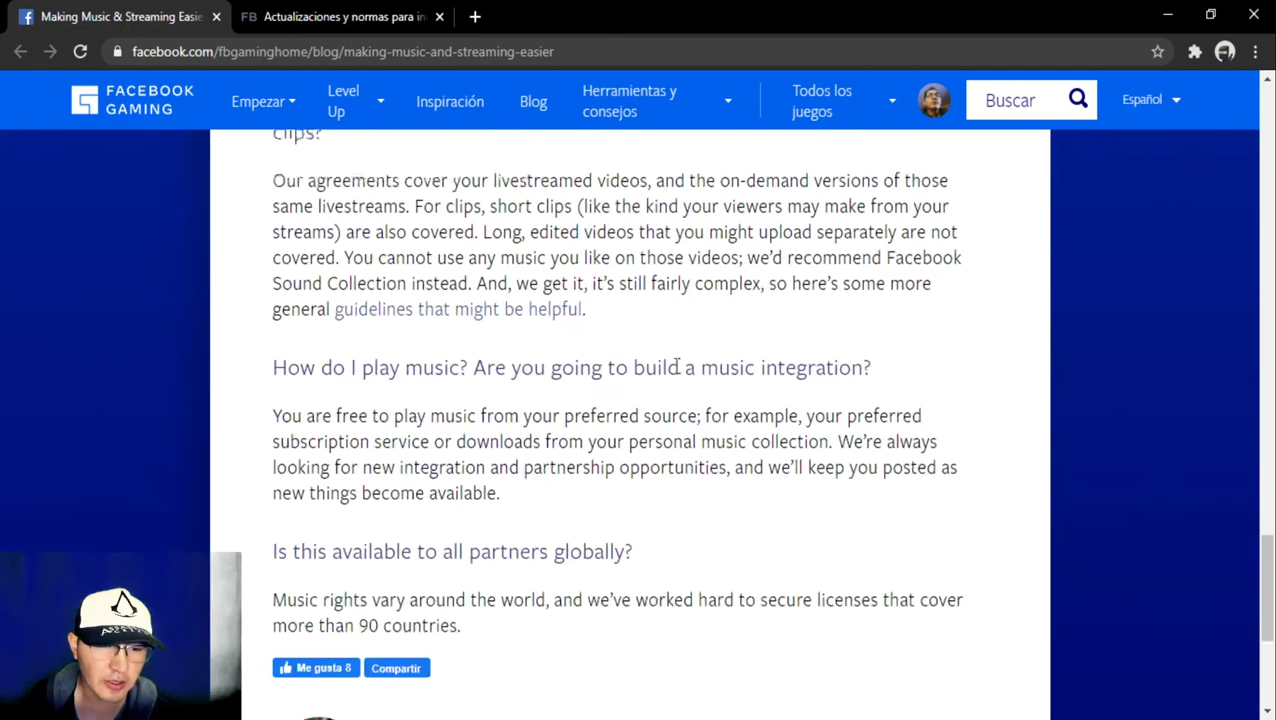 Making Music & Streaming Easie
Actualizaciones y normas para in
facebook.com/fbgaminghome/blog/making-music-and-streaming-easier
FACEBOOK
GAMING
Empezar
Level
Up
Inspiración
Blog
Herramientas y
consejos
Todos los
juegos
Buscar
Español
clips?
Our agreements cover your livestreamed videos, and the on-demand versions of those
same livestreams. For clips, short clips (like the kind your viewers may make from your
streams) are also covered. Long, edited videos that you might upload separately are not
covered. You cannot use any music you like on those videos; we’d recommend Facebook
Sound Collection instead. And, we get it, it’s still fairly complex, so here’s some more
general guidelines that might be helpful.
How do I play music? Are you going to build a music integration?
You are free to play music from your preferred source; for example, your preferred
subscription service or downloads from your personal music collection. We’re always
looking for new integration and partnership opportunities, and we’ll keep you posted as
new things become available.
Is this available to all partners globally?
Music rights vary around the world, and we’ve worked hard to secure licenses that cover
more than 90 countries.
Me gusta 8
Compartir